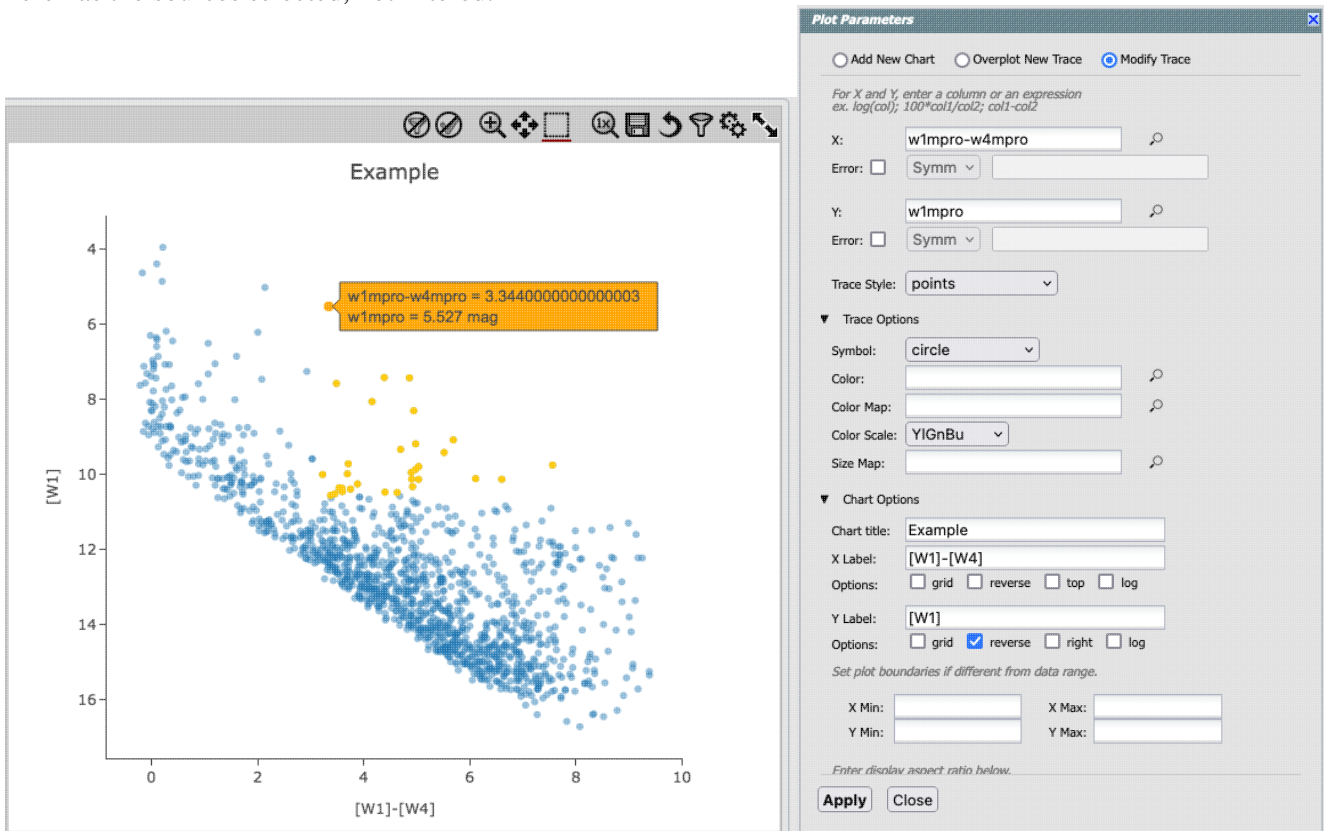 Plot Parameters
Add New Chart Overplot New Trace Modify Trace
For X and Y, enter a column or an expression
ex. log(col); 100*col1/col2; col1-col2
X: w1mpro-w4mpro
Error: Symm
Y: w1mpro
Error: Symm
Trace Style: points
Trace Options
Symbol: circle
Color:
Color Map:
Color Scale: YlGnBu
Size Map:
Chart Options
Chart title: Example
X Label: [W1]-[W4]
Options: grid reverse top log
Y Label: [W1]
Options: grid reverse right log
Set plot boundaries if different from data range.
X Min: X Max:
Y Min: Y Max:
Enter display aspect ratio below.
Apply Close
1x
Example
w1mpro-w4mpro = 3.3440000000000003
w1mpro = 5.527 mag
4
6
8
10
12
14
16
[W1]
0 2 4 6 8 10
[W1]-[W4]